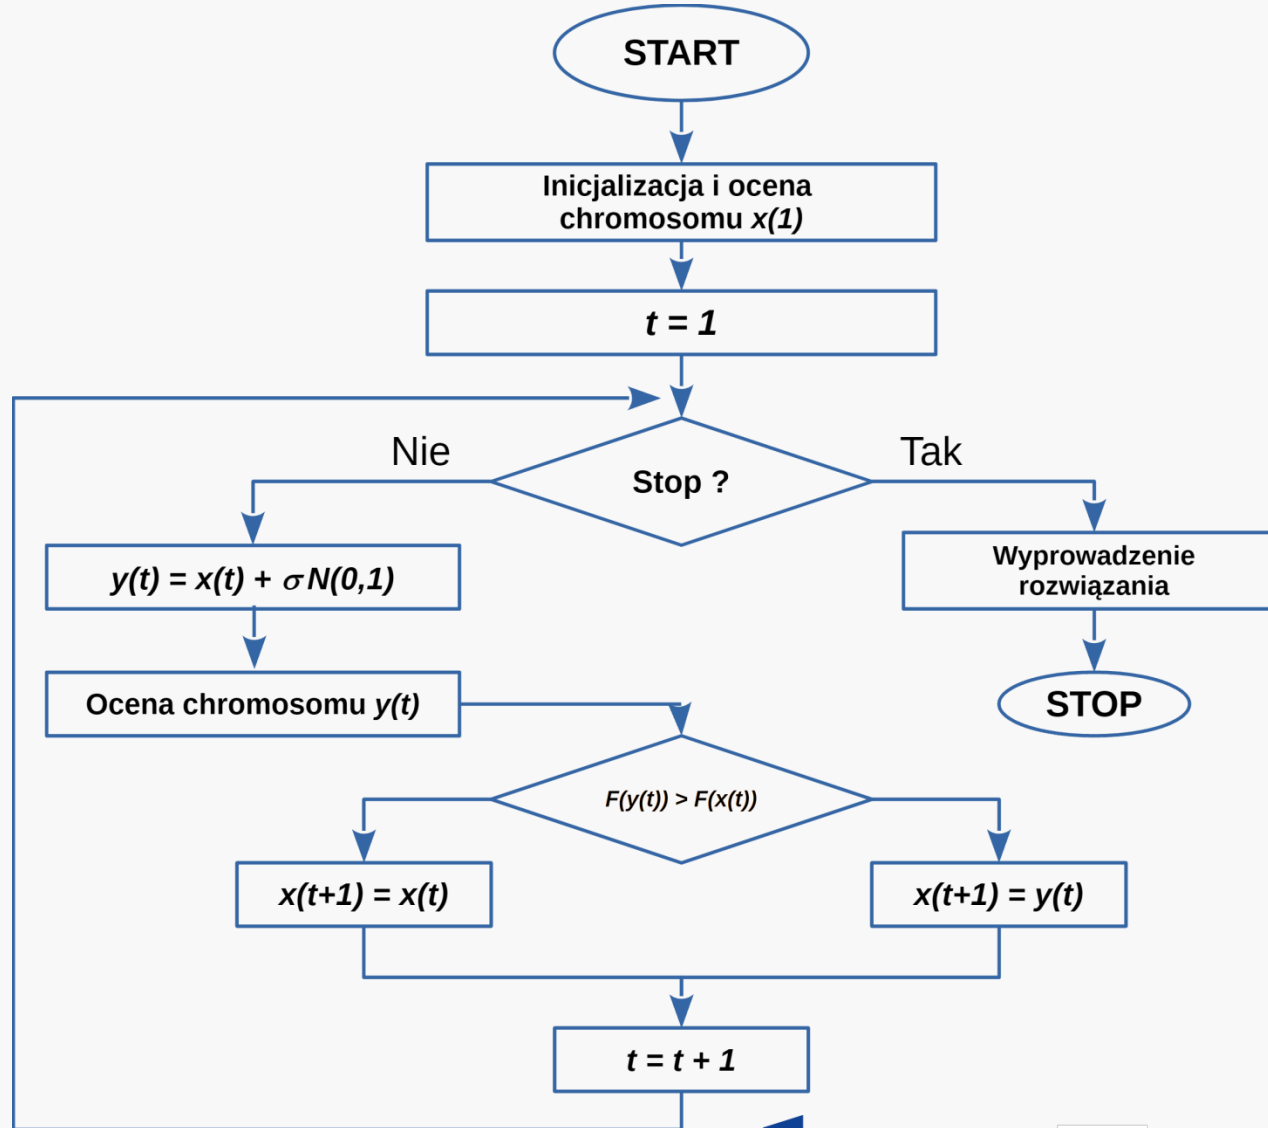 START
Inicjalizacja i ocena
chromosomu x(1)
t = 1
Nie
Tak
Stop ?
y(t) = x(t) + σ N(0,1)
Wyprowadzenie
rozwiązania
Ocena chromosomu y(t)
STOP
F(y(t)) > F(x(t))
x(t+1) = x(t)
x(t+1) = y(t)
t = t + 1